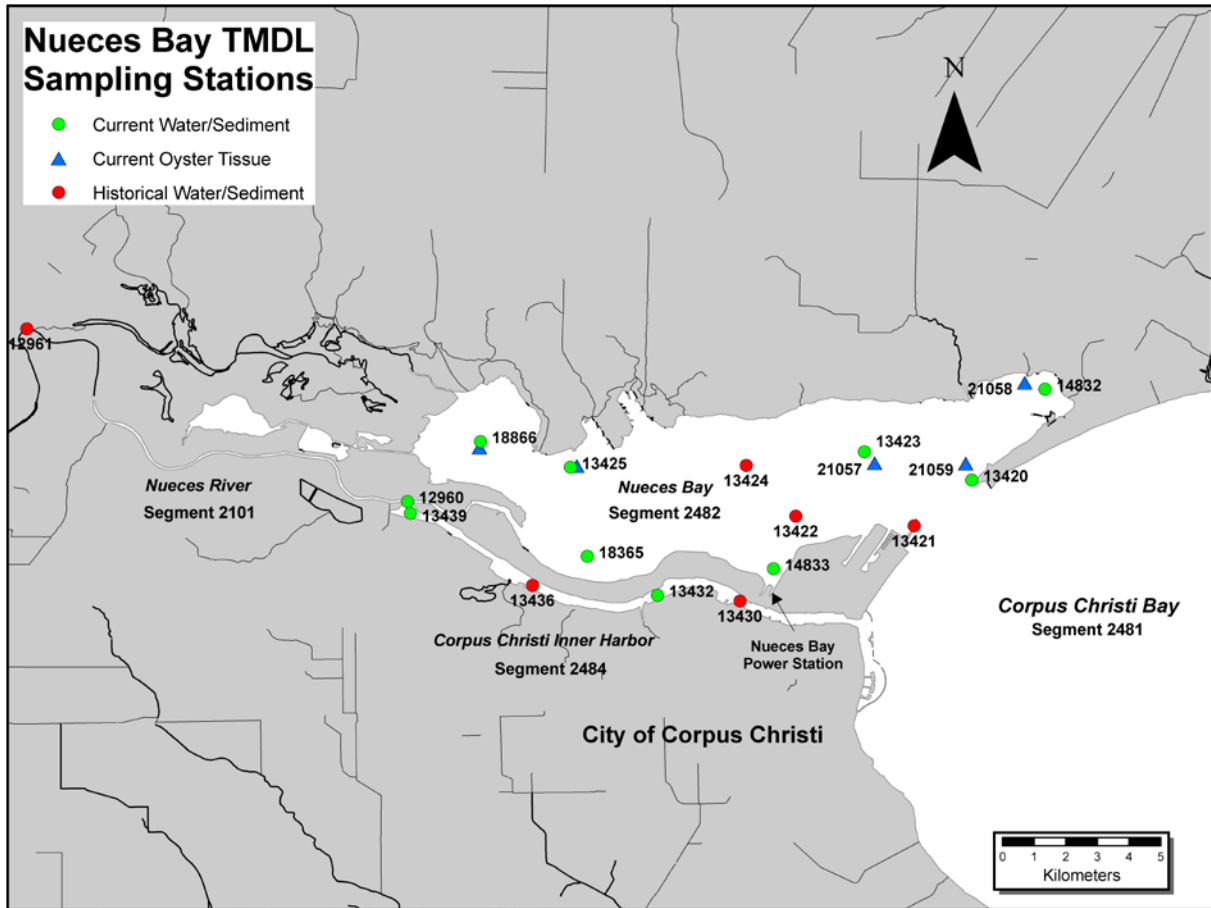 Nueces Bay TMDL
Sampling Stations
Current Water/Sediment
Current Oyster Tissue
Historical Water/Sediment
N
12961
21058
14832
18866
13425
13423
13424
21057
21059
13420
Nueces River
Segment 2101
12960
13439
Nueces Bay
Segment 2482
13422
13421
18365
14833
13436
13432
13430
Corpus Christi Bay
Segment 2481
Corpus Christi Inner Harbor
Segment 2484
Nueces Bay
Power Station
City of Corpus Christi
0 1 2 3 4 5
Kilometers